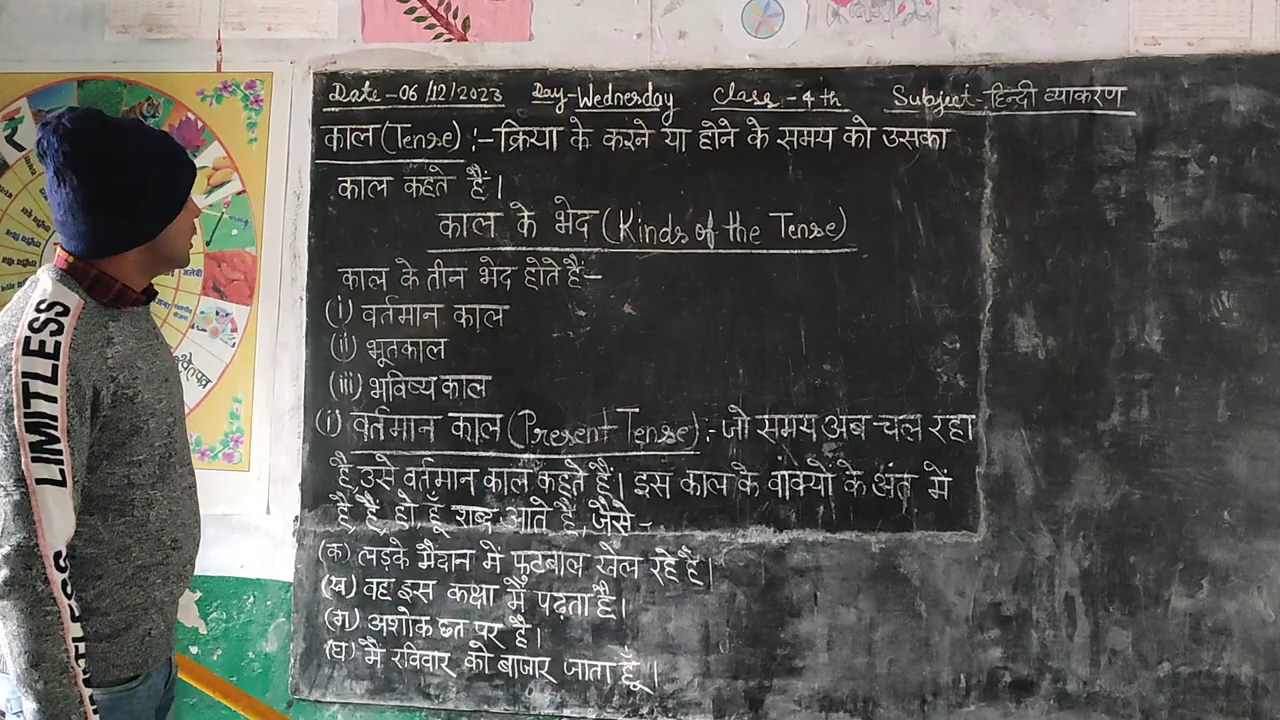 Date-06/12/2023 Day-Wednesday Class-4th Subject-हिन्दी व्याकरण
काल (Tense) :- क्रिया के करने या होने के समय को उसका
काल कहते हैं।
काल के भेद (Kinds of the Tense)
काल के तीन भेद होते हैं-
(i) वर्तमान काल
(ii) भूतकाल
(iii) भविष्य काल
(i) वर्तमान काल (Present Tense) :- जो समय अब चल रहा
है, उसे वर्तमान काल कहते हैं। इस काल के वाक्यों के अंत में
है, हैं, हो, हूँ शब्द आते हैं, जैसे-
(क) लड़के मैदान में फुटबाल खेल रहे हैं।
(ख) वह इस कक्षा में पढ़ता है।
(ग) अशोक छत पर है।
(घ) मैं रविवार को बाजार जाता हूँ।
LIMITLESS
जलेबी
श्वेतपत्र